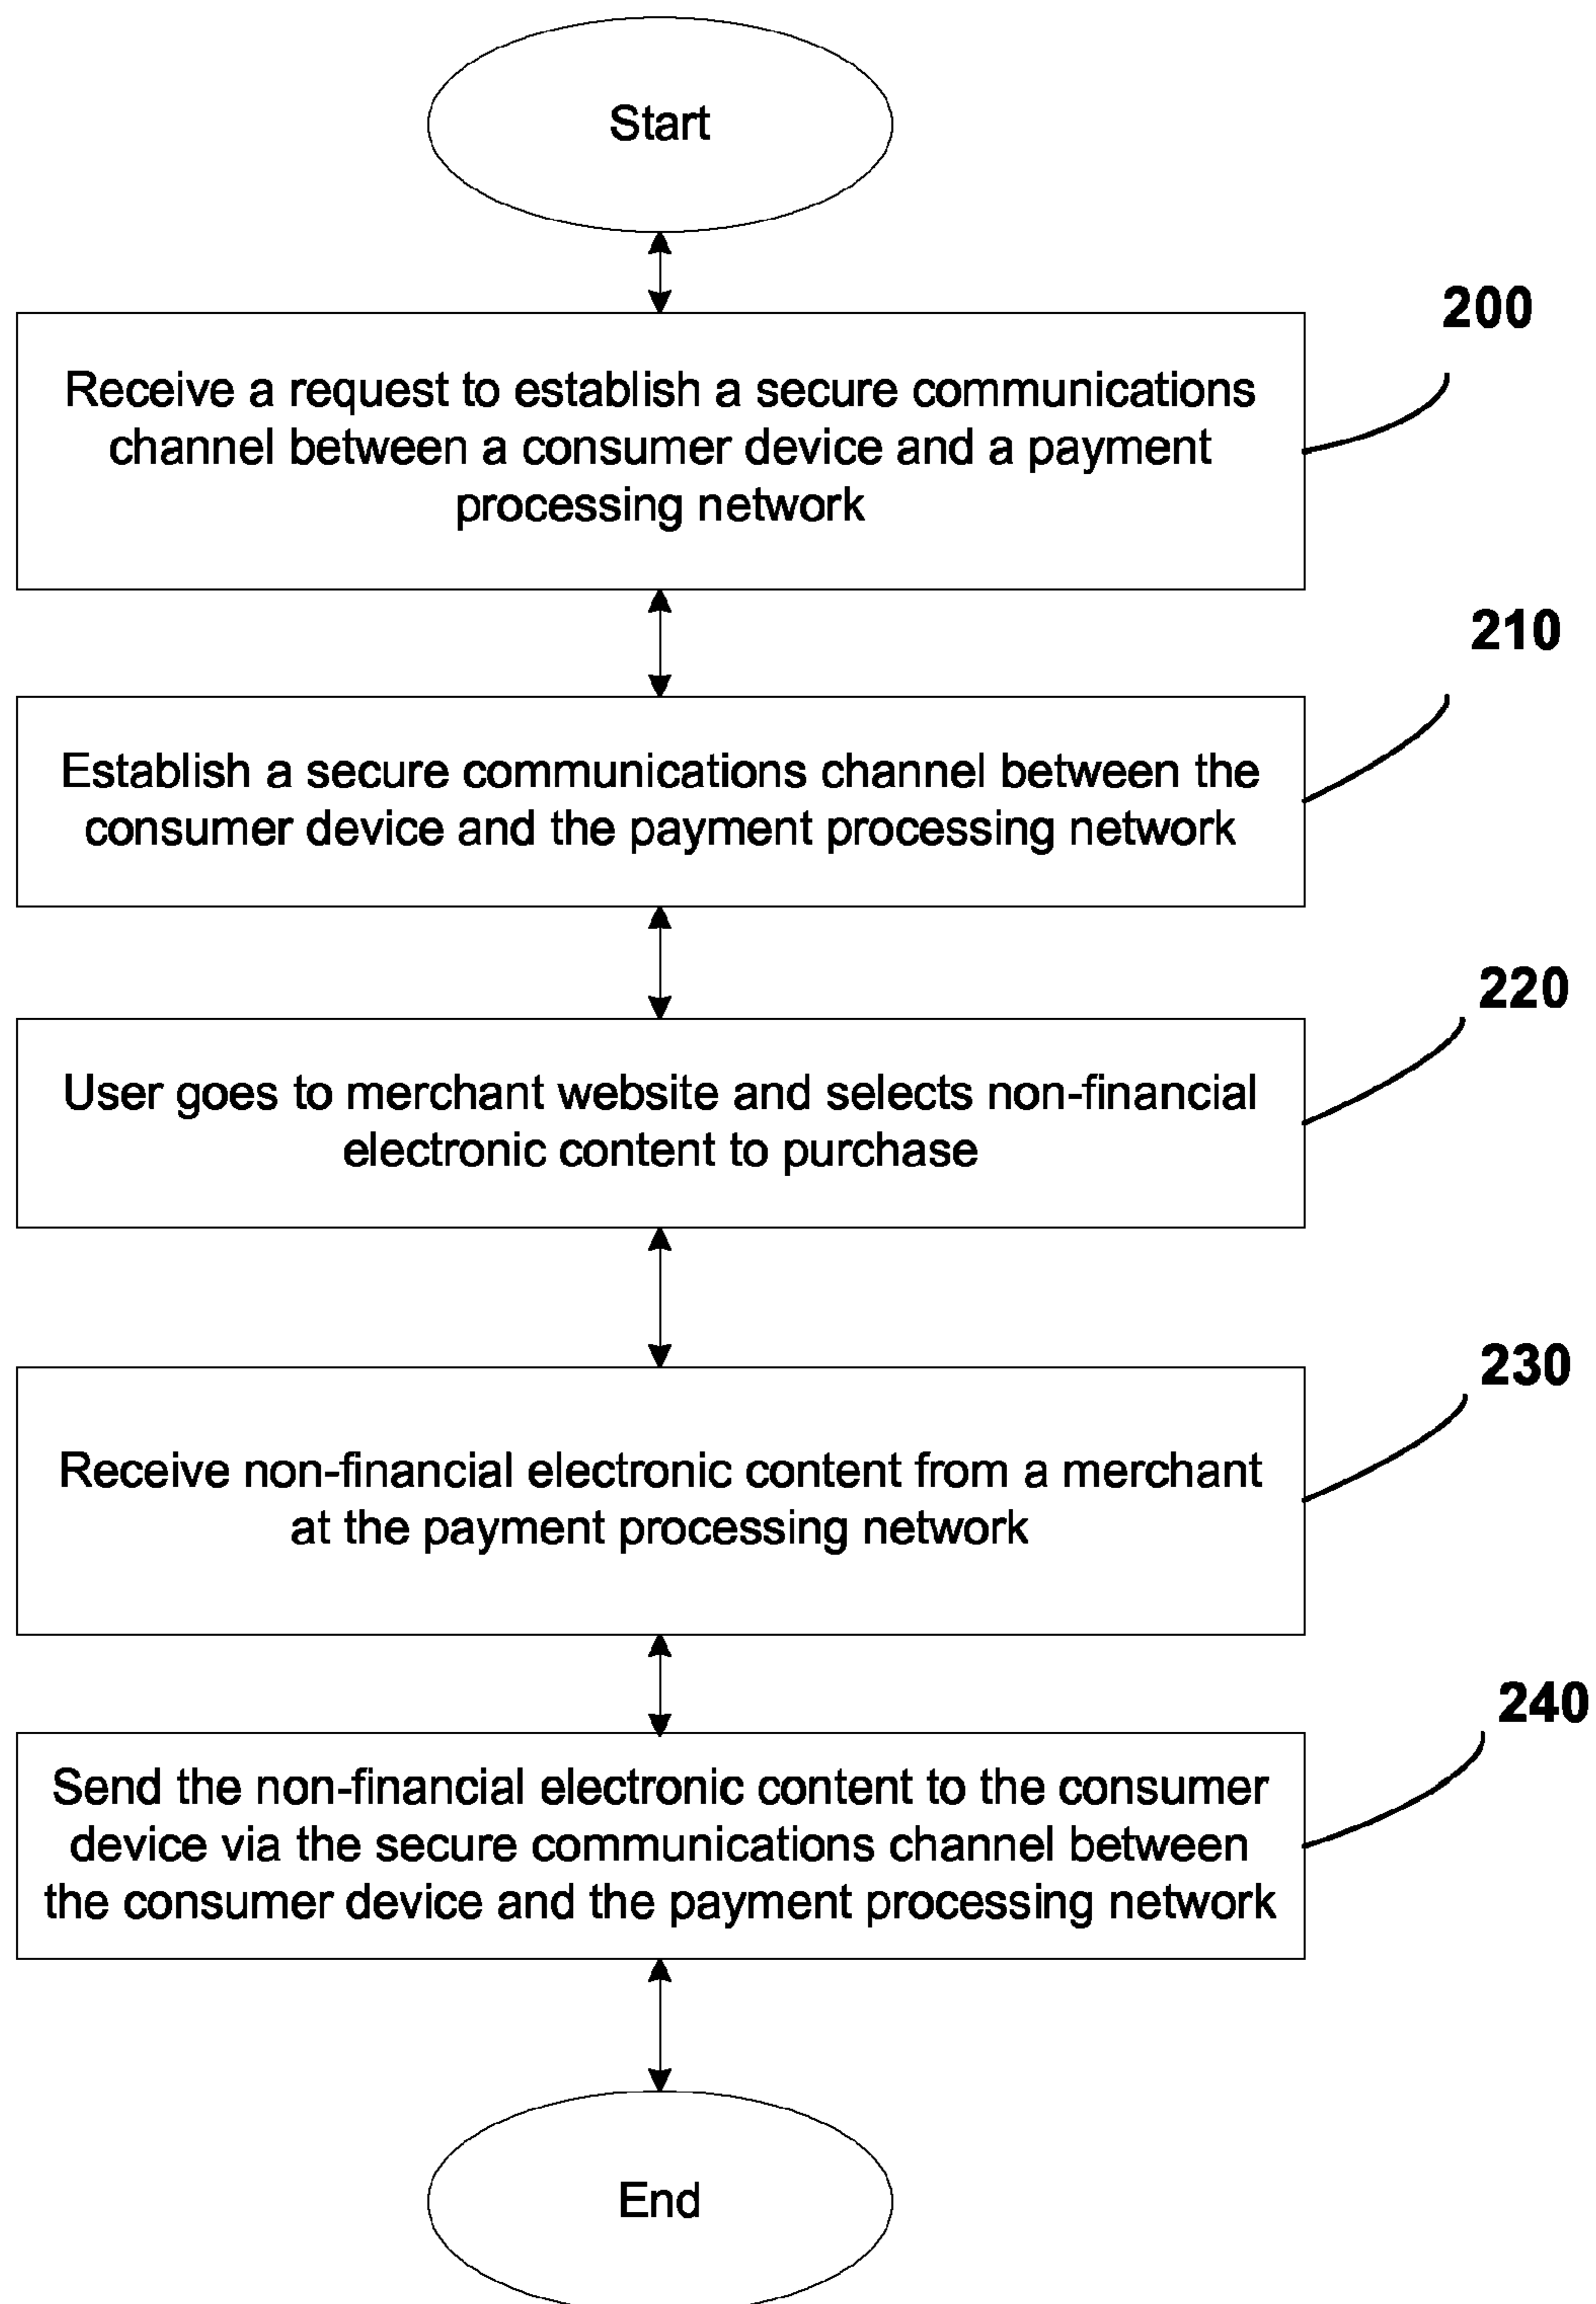 Start
200
Receive a request to establish a secure communications
channel between a consumer device and a payment
processing network
210
Establish a secure communications channel between the
consumer device and the payment processing network
220
User goes to merchant website and selects non-financial
electronic content to purchase
230
Receive non-financial electronic content from a merchant
at the payment processing network
240
Send the non-financial electronic content to the consumer
device via the secure communications channel between
the consumer device and the payment processing network
End